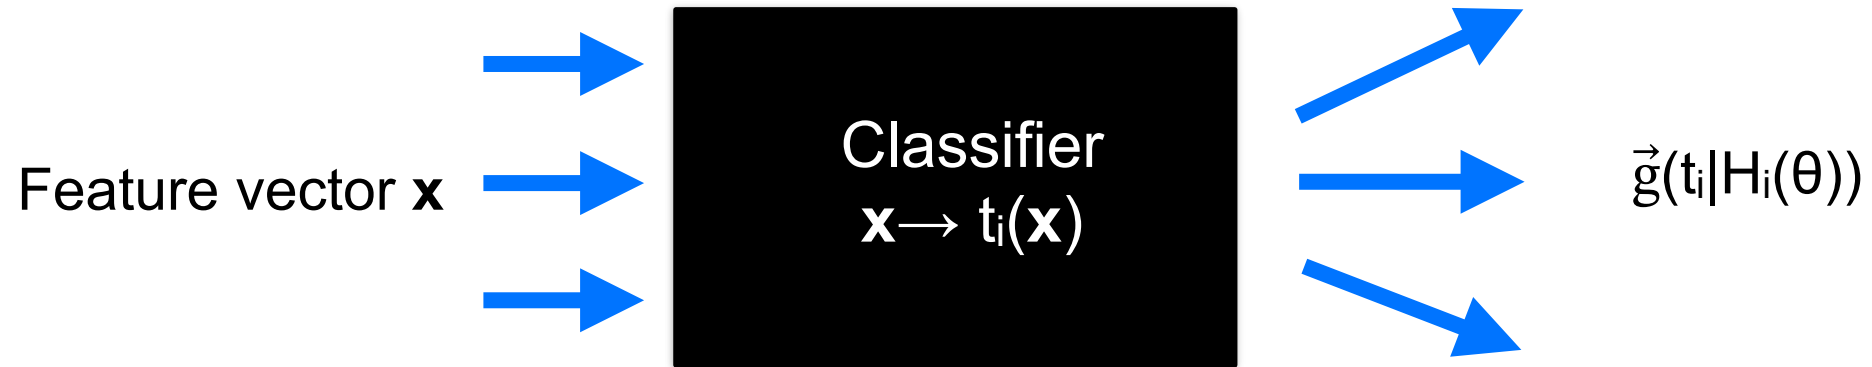 Feature vector x
Classifier
x⟶ tᵢ(x)
g⃗(tᵢ|Hᵢ(θ))